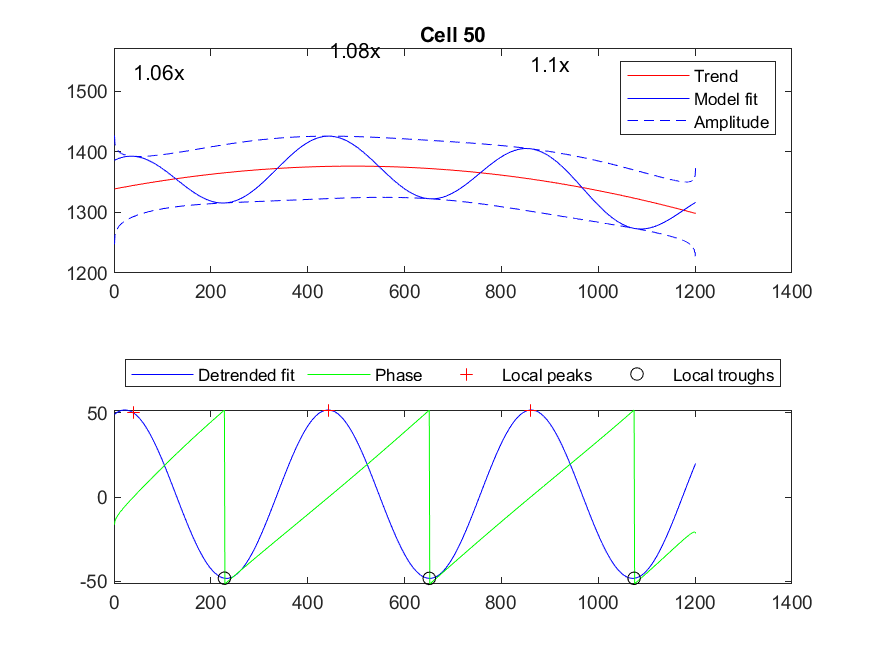 Cell 50
1.06x
1.08x
1.1x
Trend
Model fit
Amplitude
1500
1400
1300
1200
0 200 400 600 800 1000 1200 1400
Detrended fit Phase Local peaks Local troughs
50
0
-50
0 200 400 600 800 1000 1200 1400